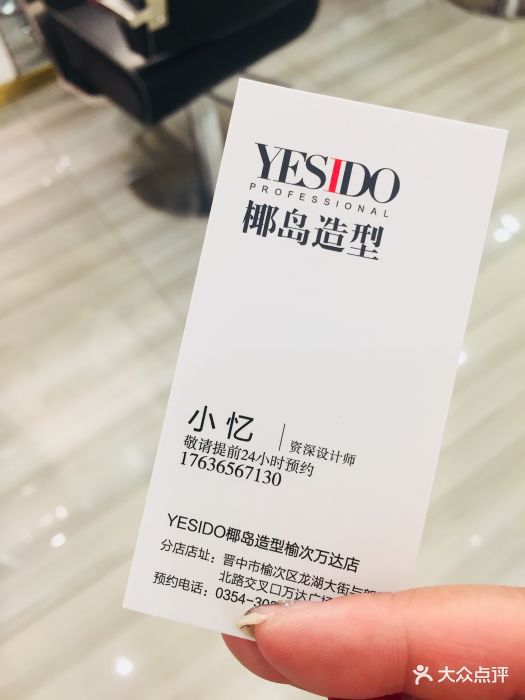 YESIDO
PROFESSIONAL
椰岛造型
小忆
资深设计师
敬请提前24小时预约
17636567130
YESIDO椰岛造型榆次万达店
分店店址：晋中市榆次区龙湖大街与
北路交叉口万达广场
预约电话：0354-39
大众点评